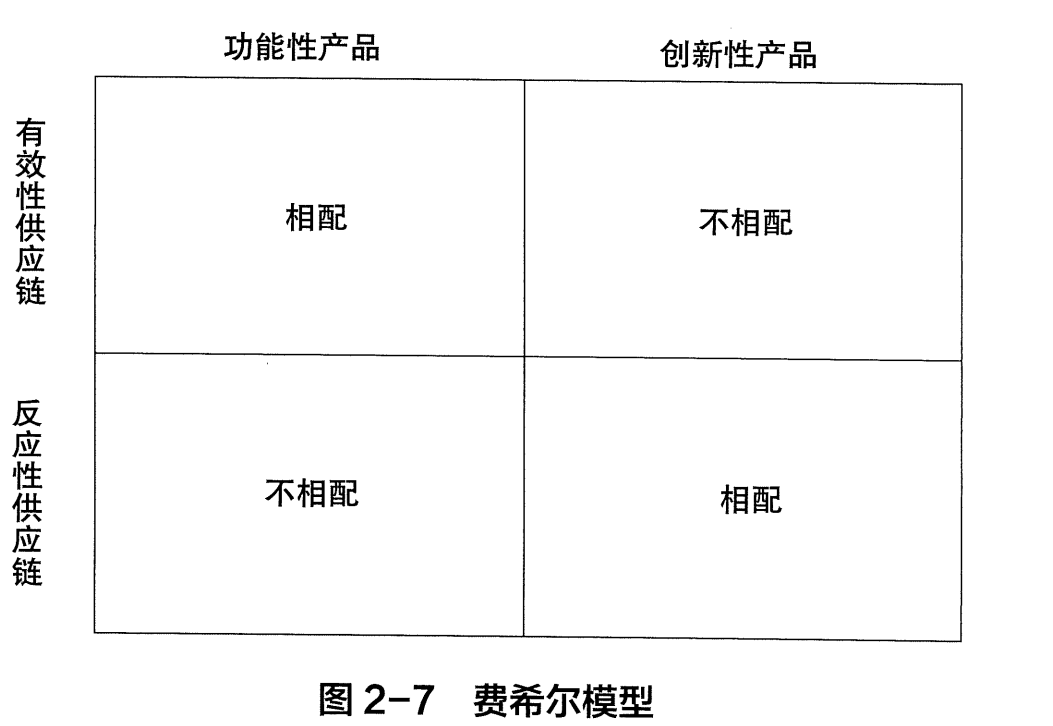 功能性产品
创新性产品
有效性供应链
相配
不相配
反应性供应链
不相配
相配
图2-7 费希尔模型